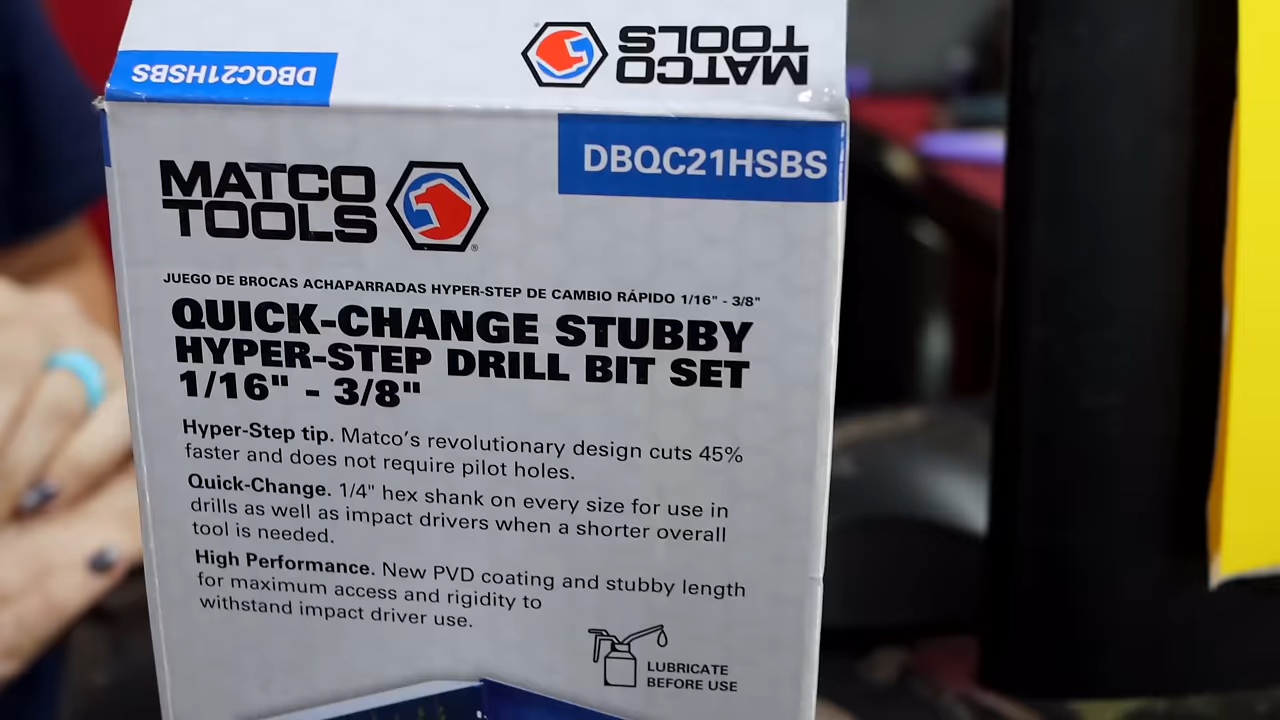 MATCO
TOOLS
DBQC21HSBS
DBQC21HSBS
MATCO
TOOLS
JUEGO DE BROCAS ACHAPARRADAS HYPER-STEP DE CAMBIO RÁPIDO 1/16" - 3/8"
QUICK-CHANGE STUBBY
HYPER-STEP DRILL BIT SET
1/16" - 3/8"
Hyper-Step tip. Matco's revolutionary design cuts 45%
faster and does not require pilot holes.
Quick-Change. 1/4" hex shank on every size for use in
drills as well as impact drivers when a shorter overall
tool is needed.
High Performance. New PVD coating and stubby length
for maximum access and rigidity to
withstand impact driver use.
LUBRICATE
BEFORE USE